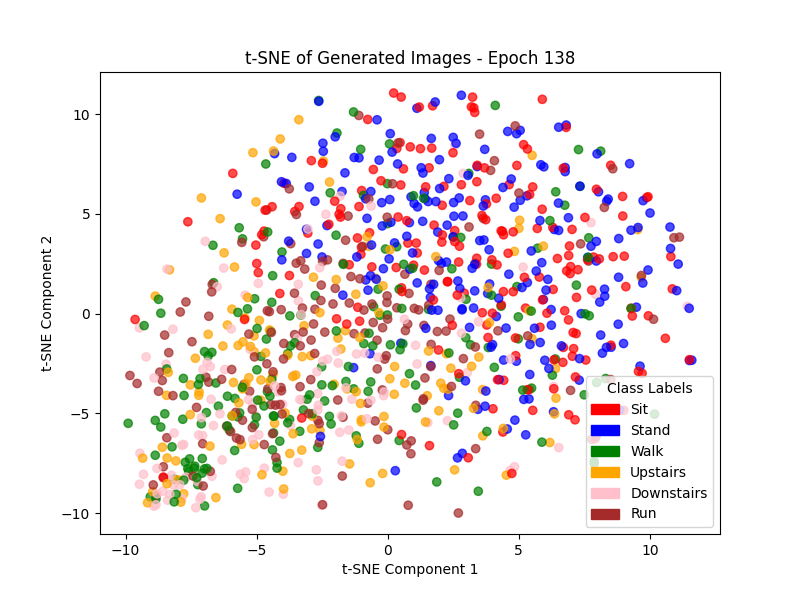 t-SNE of Generated Images - Epoch 138
t-SNE Component 2
10
5
0
−5
−10
Class Labels
Sit
Stand
Walk
Upstairs
Downstairs
Run
−10
−5
0
5
10
t-SNE Component 1